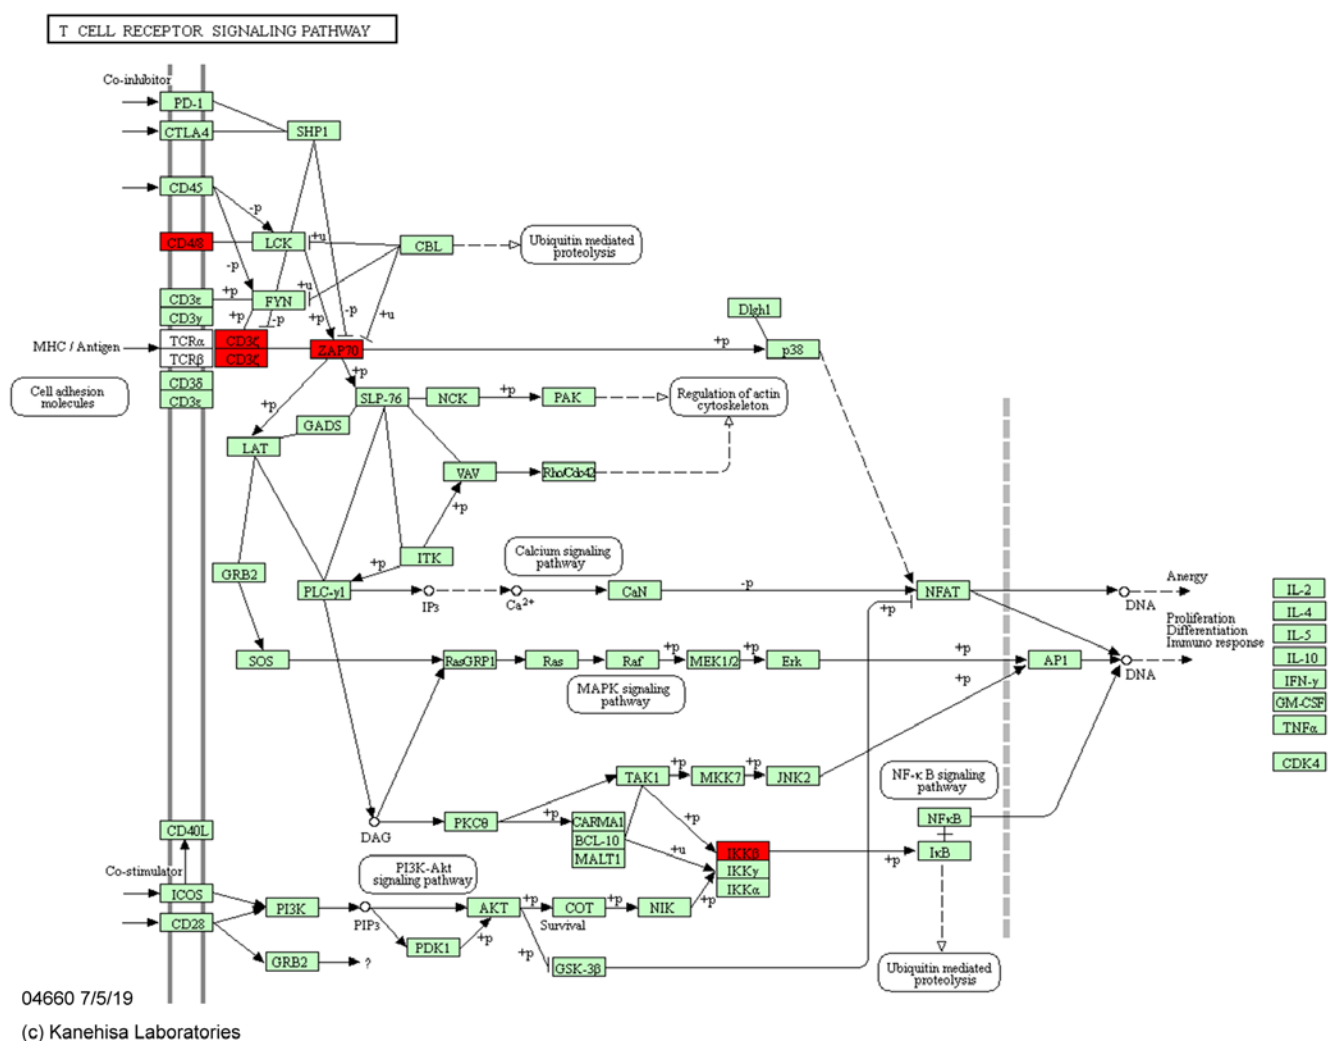 T CELL RECEPTOR SIGNALING PATHWAY
Co-inhibitor
PD-1
CTLA4
SHP1
CD45
-p
CD4/8
LCK
+u
CBL
Ubiquitin mediated
proteolysis
-p
+u
CD3ε
+p
FYN
CD3γ
+p
-p
+p
-p
+u
Dlgh1
MHC / Antigen
TCRα
CD3ζ
ZAP70
+p
p38
TCRβ
CD3ζ
Cell adhesion
molecules
CD3δ
CD3ε
+p
+p
SLP-76
NCK
+p
PAK
Regulation of actin
cytoskeleton
GADS
LAT
VAV
Rho/Cdc42
+p
ITK
Calcium signaling
pathway
GRB2
+p
PLC-γ1
IP3
Ca2+
CaN
-p
NFAT
+p
DNA
Anergy
Proliferation
Differentiation
Immuno response
IL-2
IL-4
IL-5
IL-10
IFN-γ
GM-CSF
TNFα
CDK4
SOS
RasGRP1
Ras
Raf
+p
MEK1/2
+p
Erk
+p
AP1
DNA
+p
MAPK signaling
pathway
TAK1
+p
MKK7
+p
JNK2
NF-κB signaling
pathway
DAG
PKCθ
+p
CARMA1
BCL-10
MALT1
+p
+u
NFκB
IKKβ
IKKγ
IKKα
+p
IκB
CD40L
Co-stimulator
ICOS
CD28
PI3K-Akt
signaling pathway
PI3K
PIP3
AKT
+p
COT
+p
NIK
+p
Survival
PDK1
+p
+p
GSK-3β
GRB2
?
Ubiquitin mediated
proteolysis
04660 7/5/19
(c) Kanehisa Laboratories